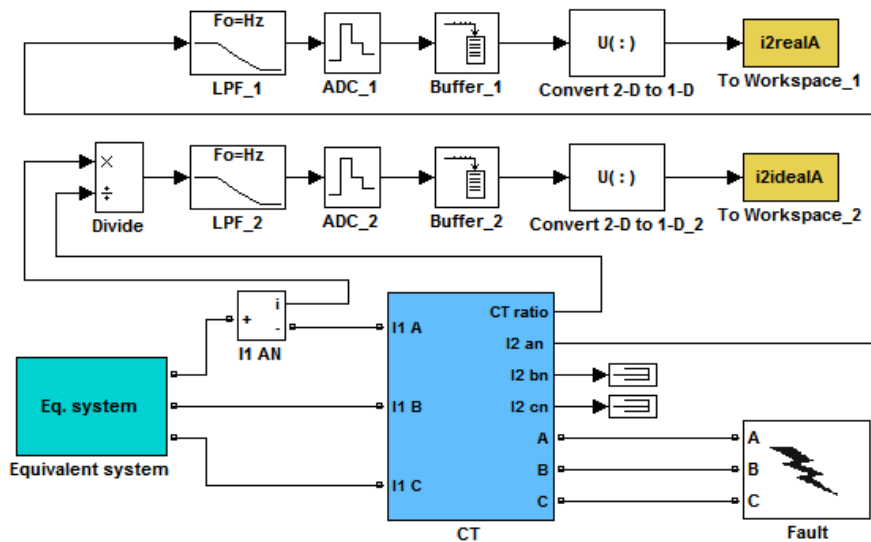 Fo=Hz
LPF_1
ADC_1
Buffer_1
U( : )
Convert 2-D to 1-D
i2realA
To Workspace_1
×
÷
Divide
Fo=Hz
LPF_2
ADC_2
Buffer_2
U( : )
Convert 2-D to 1-D_2
i2idealA
To Workspace_2
+
i
-
I1 AN
Eq. system
Equivalent system
I1 A
I1 B
I1 C
CT ratio
I2 an
I2 bn
I2 cn
A
B
C
CT
A
B
C
Fault